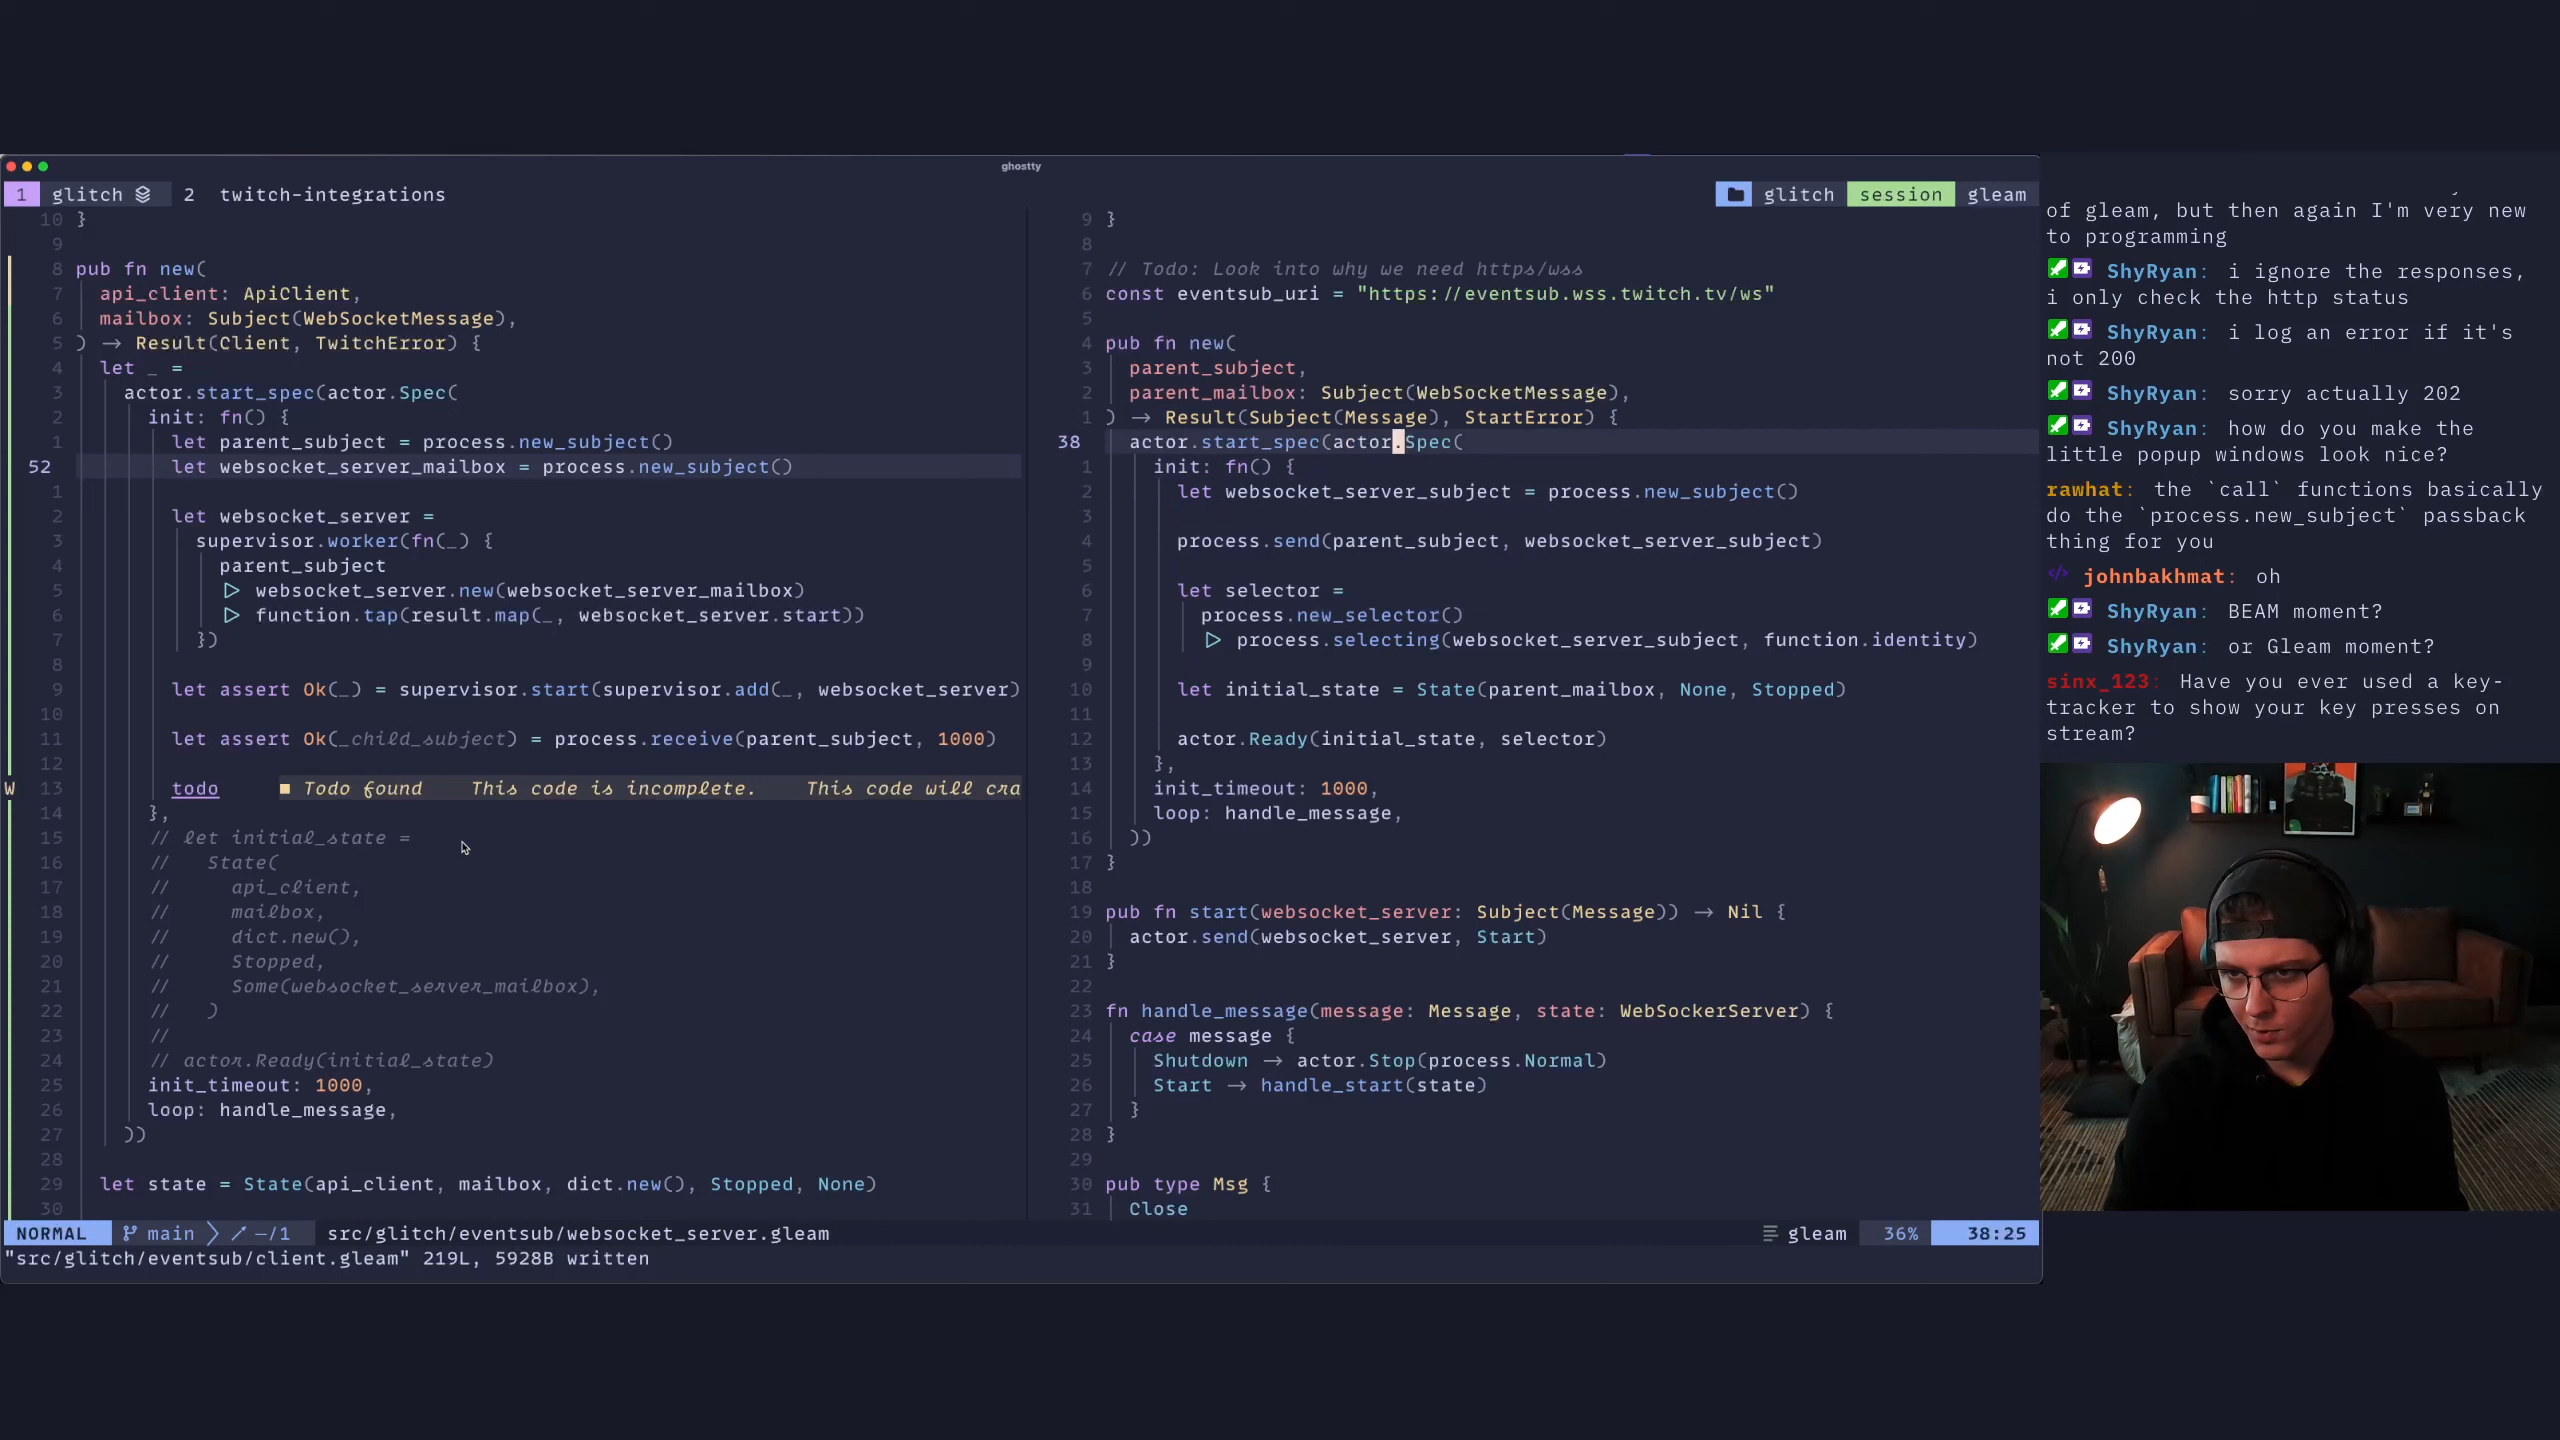 ghostty
1 glitch 2 twitch-integrations
glitch session gleam
10 }
9
8 pub fn new(
7 api_client: ApiClient,
6 mailbox: Subject(WebSocketMessage),
5 ) → Result(Client, TwitchError) {
4 let _ =
3 actor.start_spec(actor.Spec(
2 init: fn() {
1 let parent_subject = process.new_subject()
52 let websocket_server_mailbox = process.new_subject()
1
2 let websocket_server =
3 supervisor.worker(fn(_) {
4 parent_subject
5 ▷ websocket_server.new(websocket_server_mailbox)
6 ▷ function.tap(result.map(_, websocket_server.start))
7 })
8
9 let assert Ok(_) = supervisor.start(supervisor.add(_, websocket_server)
10
11 let assert Ok(_child_subject) = process.receive(parent_subject, 1000)
12
W 13 todo ■ Todo found This code is incomplete. This code will cra
14 },
15 // let initial_state =
16 // State(
17 // api_client,
18 // mailbox,
19 // dict.new(),
20 // Stopped,
21 // Some(websocket_server_mailbox),
22 // )
23 //
24 // actor.Ready(initial_state)
25 init_timeout: 1000,
26 loop: handle_message,
27 ))
28
29 let state = State(api_client, mailbox, dict.new(), Stopped, None)
30
9 }
8
7 // Todo: Look into why we need https/wss
6 const eventsub_uri = "https://eventsub.wss.twitch.tv/ws"
5
4 pub fn new(
3 parent_subject,
2 parent_mailbox: Subject(WebSocketMessage),
1 ) → Result(Subject(Message), StartError) {
38 actor.start_spec(actor.Spec(
1 init: fn() {
2 let websocket_server_subject = process.new_subject()
3
4 process.send(parent_subject, websocket_server_subject)
5
6 let selector =
7 process.new_selector()
8 ▷ process.selecting(websocket_server_subject, function.identity)
9
10 let initial_state = State(parent_mailbox, None, Stopped)
11
12 actor.Ready(initial_state, selector)
13 },
14 init_timeout: 1000,
15 loop: handle_message,
16 ))
17 }
18
19 pub fn start(websocket_server: Subject(Message)) → Nil {
20 actor.send(websocket_server, Start)
21 }
22
23 fn handle_message(message: Message, state: WebSockerServer) {
24 case message {
25 Shutdown → actor.Stop(process.Normal)
26 Start → handle_start(state)
27 }
28 }
29
30 pub type Msg {
31 Close
NORMAL main −/1 src/glitch/eventsub/websocket_server.gleam gleam 36% 38:25
"src/glitch/eventsub/client.gleam" 219L, 5928B written
of gleam, but then again I'm very new
to programming
ShyRyan: i ignore the responses,
i only check the http status
ShyRyan: i log an error if it's
not 200
ShyRyan: sorry actually 202
ShyRyan: how do you make the
little popup windows look nice?
rawhat: the `call` functions basically
do the `process.new_subject` passback
thing for you
johnbakhmat: oh
ShyRyan: BEAM moment?
ShyRyan: or Gleam moment?
sinx_123: Have you ever used a key-
tracker to show your key presses on
stream?